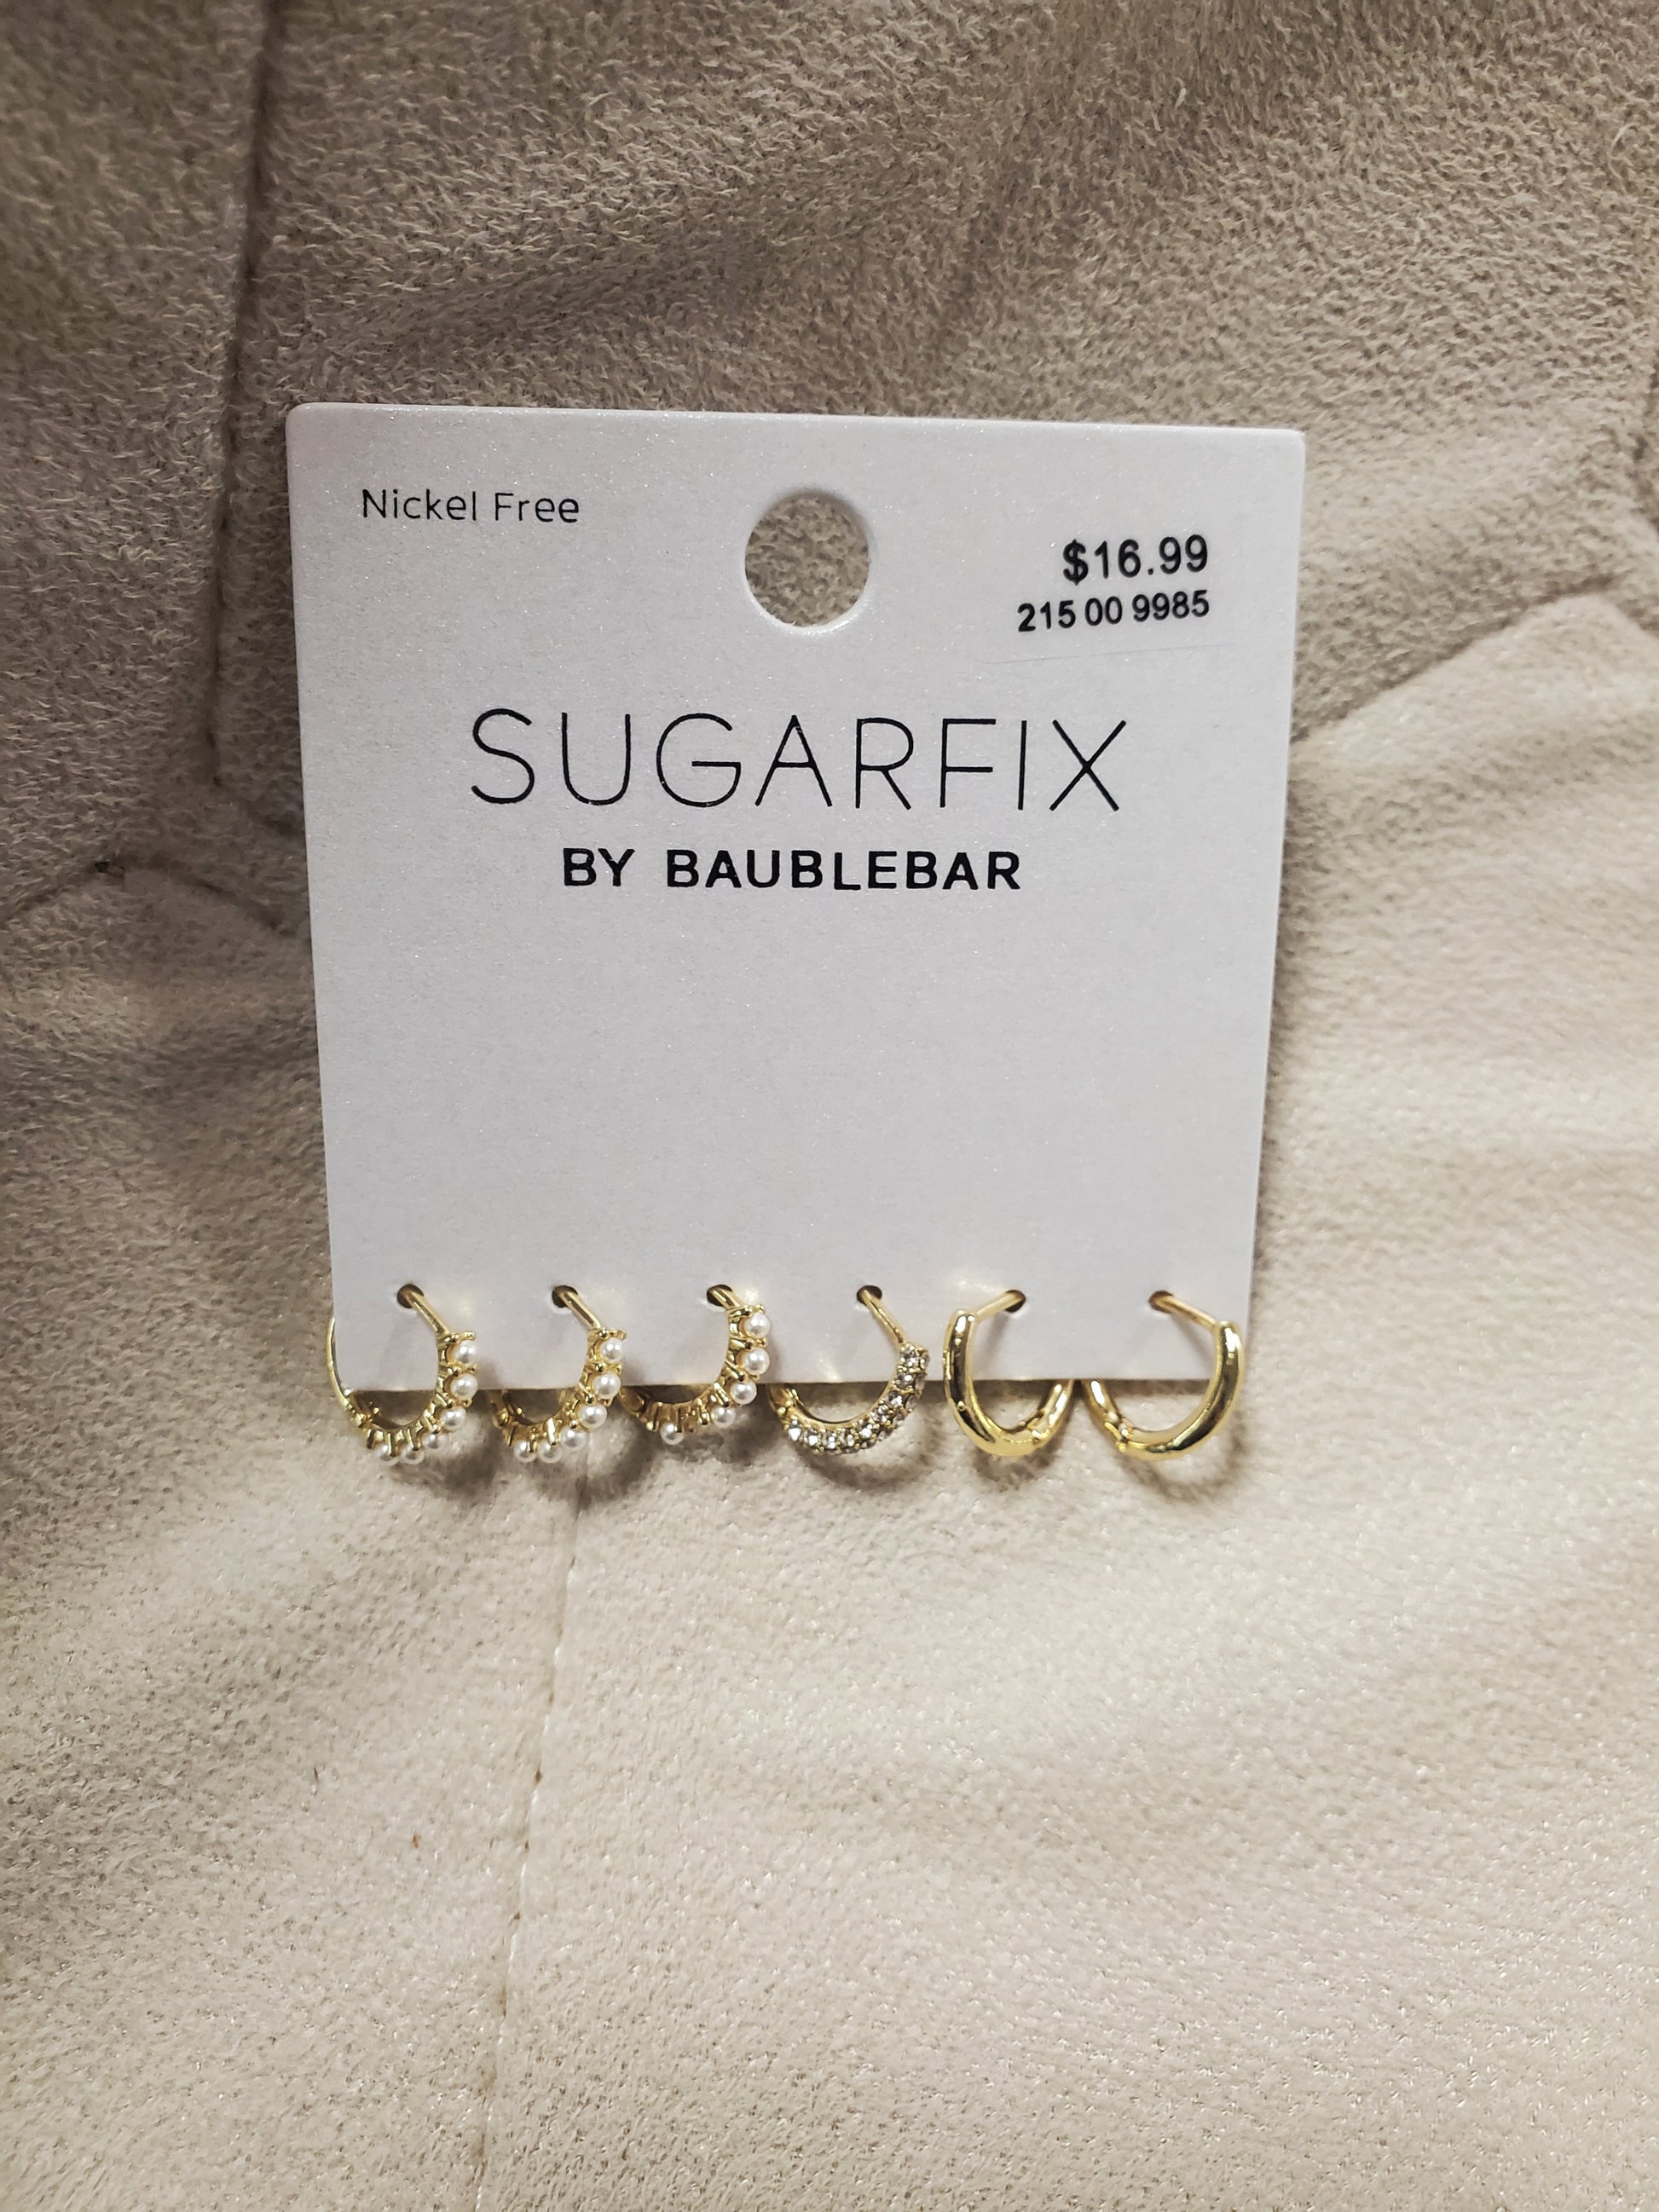 Nickel Free
$16.99
215 00 9985
SUGARFIX
BY BAUBLEBAR